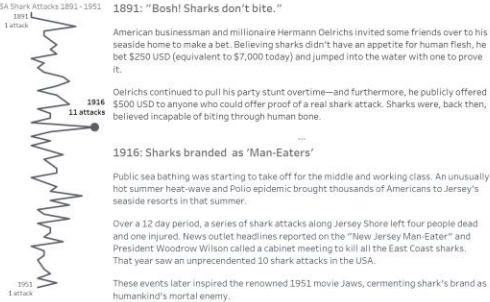 SA Shark Attacks 1891 - 1951
1891
1 attack
1916
11 attacks
1951
1 attack
1891: "Bosh! Sharks don't bite."
American businessman and millionaire Hermann Oelrichs invited some friends over to his
seaside home to make a bet. Believing sharks didn't have an appetite for human flesh, he
bet $250 USD (equivalent to $7,000 today) and jumped into the water with one to prove
it.
Oelrichs continued to pull his party stunt overtime—and furthermore, he publicly offered
$500 USD to anyone who could offer proof of a real shark attack. Sharks were, back then,
believed incapable of biting through human bone.
...
1916: Sharks branded as 'Man-Eaters'
Public sea bathing was starting to take off for the middle and working class. An unusually
hot summer heat-wave and Polio epidemic brought thousands of Americans to Jersey's
seaside resorts in that summer.
Over a 12 day period, a series of shark attacks along Jersey Shore left four people dead
and one injured. News outlet headlines reported on the "New Jersey Man-Eater" and
President Woodrow Wilson called a cabinet meeting to kill all the East Coast sharks.
That year saw an unprecendented 10 shark attacks in the USA.
These events later inspired the renowned 1951 movie Jaws, cermenting shark's brand as
humankind's mortal enemy.